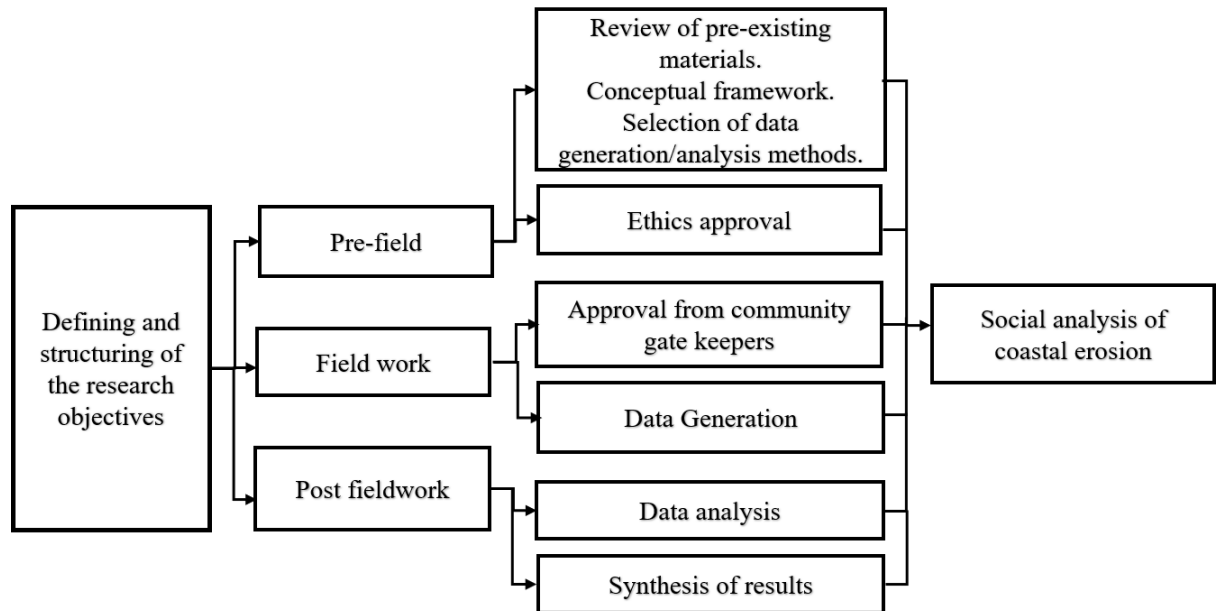 Defining and
structuring of
the research
objectives
Pre-field
Field work
Post fieldwork
Review of pre-existing
materials.
Conceptual framework.
Selection of data
generation/analysis methods.
Ethics approval
Approval from community
gate keepers
Data Generation
Data analysis
Synthesis of results
Social analysis of
coastal erosion